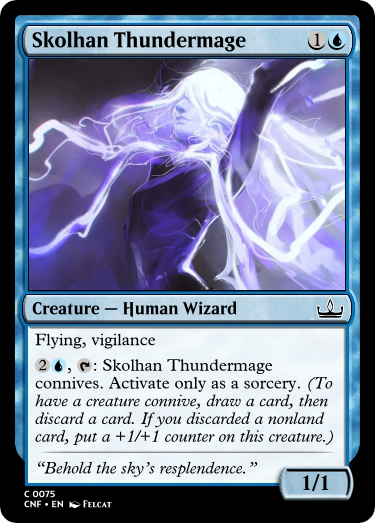 Skolhan Thundermage 1
Creature — Human Wizard
Flying, vigilance
2, : Skolhan Thundermage
connives. Activate only as a sorcery. (To
have a creature connive, draw a card, then
discard a card. If you discarded a nonland
card, put a +1/+1 counter on this creature.)
“Behold the sky’s resplendence.”
1/1
C 0075
CNF • EN Felcat